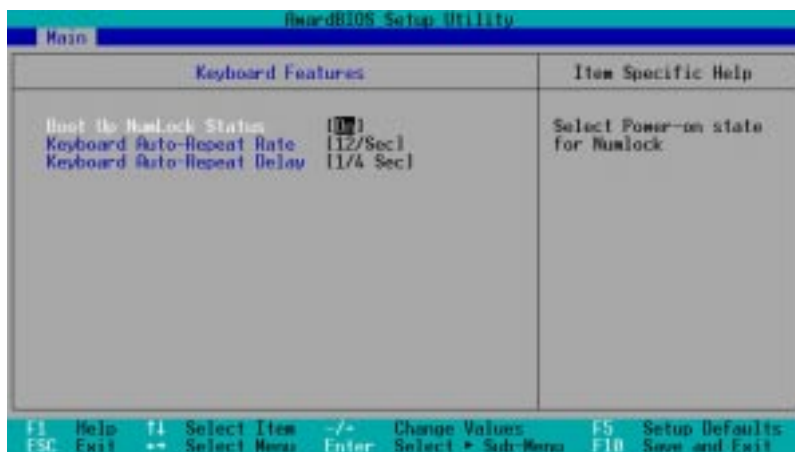 AwardBIOS Setup Utility
Main
Keyboard Features
Item Specific Help
Boot Up NumLock Status [On]
Keyboard Auto-Repeat Rate [12/Sec]
Keyboard Auto-Repeat Delay [1/4 Sec]
Select Power-on state
for Numlock
F1 Help ↑↓ Select Item -/+ Change Values F5 Setup Defaults
ESC Exit ←→ Select Menu Enter Select ► Sub-Menu F10 Save and Exit